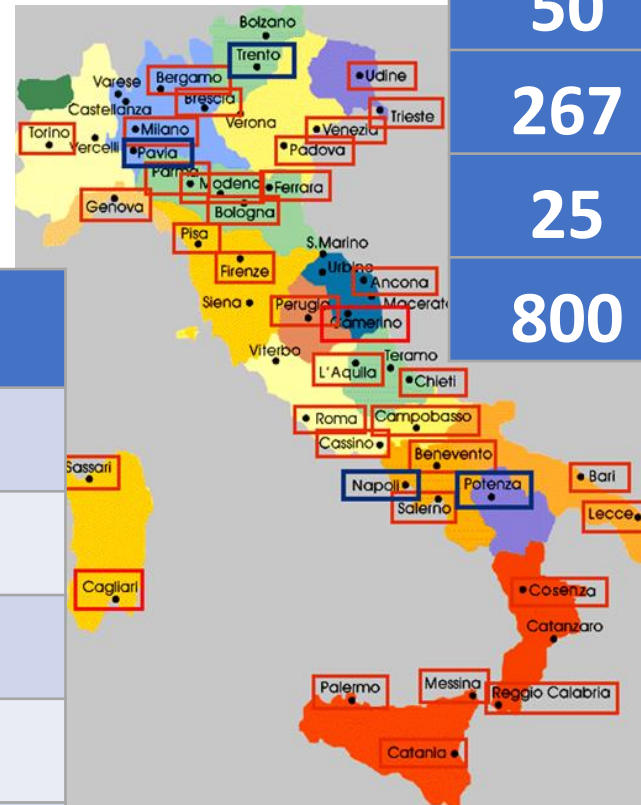 50
267
25
800
Bolzano
Trento
Udine
Varese
Bergamo
Castellanza
Brescia
Verona
Trieste
Torino
Vercelli
Milano
Venezia
Pavia
Padova
Parma
Modena
Ferrara
Genova
Bologna
Pisa
Firenze
S.Marino
Urbino
Ancona
Siena
Perugia
Macerat
Camerino
Viterbo
L'Aquila
Teramo
Chieti
Roma
Campobasso
Cassino
Benevento
Sassari
Napoli
Potenza
Bari
Salerno
Lecce
Cagliari
Cosenza
Catanzaro
Palermo
Messina
Reggio Calabria
Catania